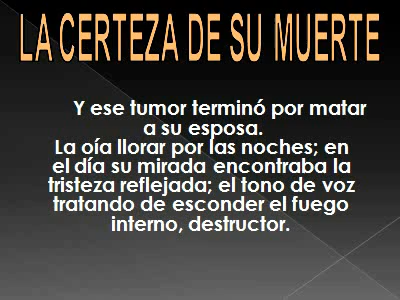 LA CERTEZA DE SU MUERTE
Y ese tumor terminó por matar
a su esposa.
La oía llorar por las noches; en
el día su mirada encontraba la
tristeza reflejada; el tono de voz
tratando de esconder el fuego
interno, destructor.